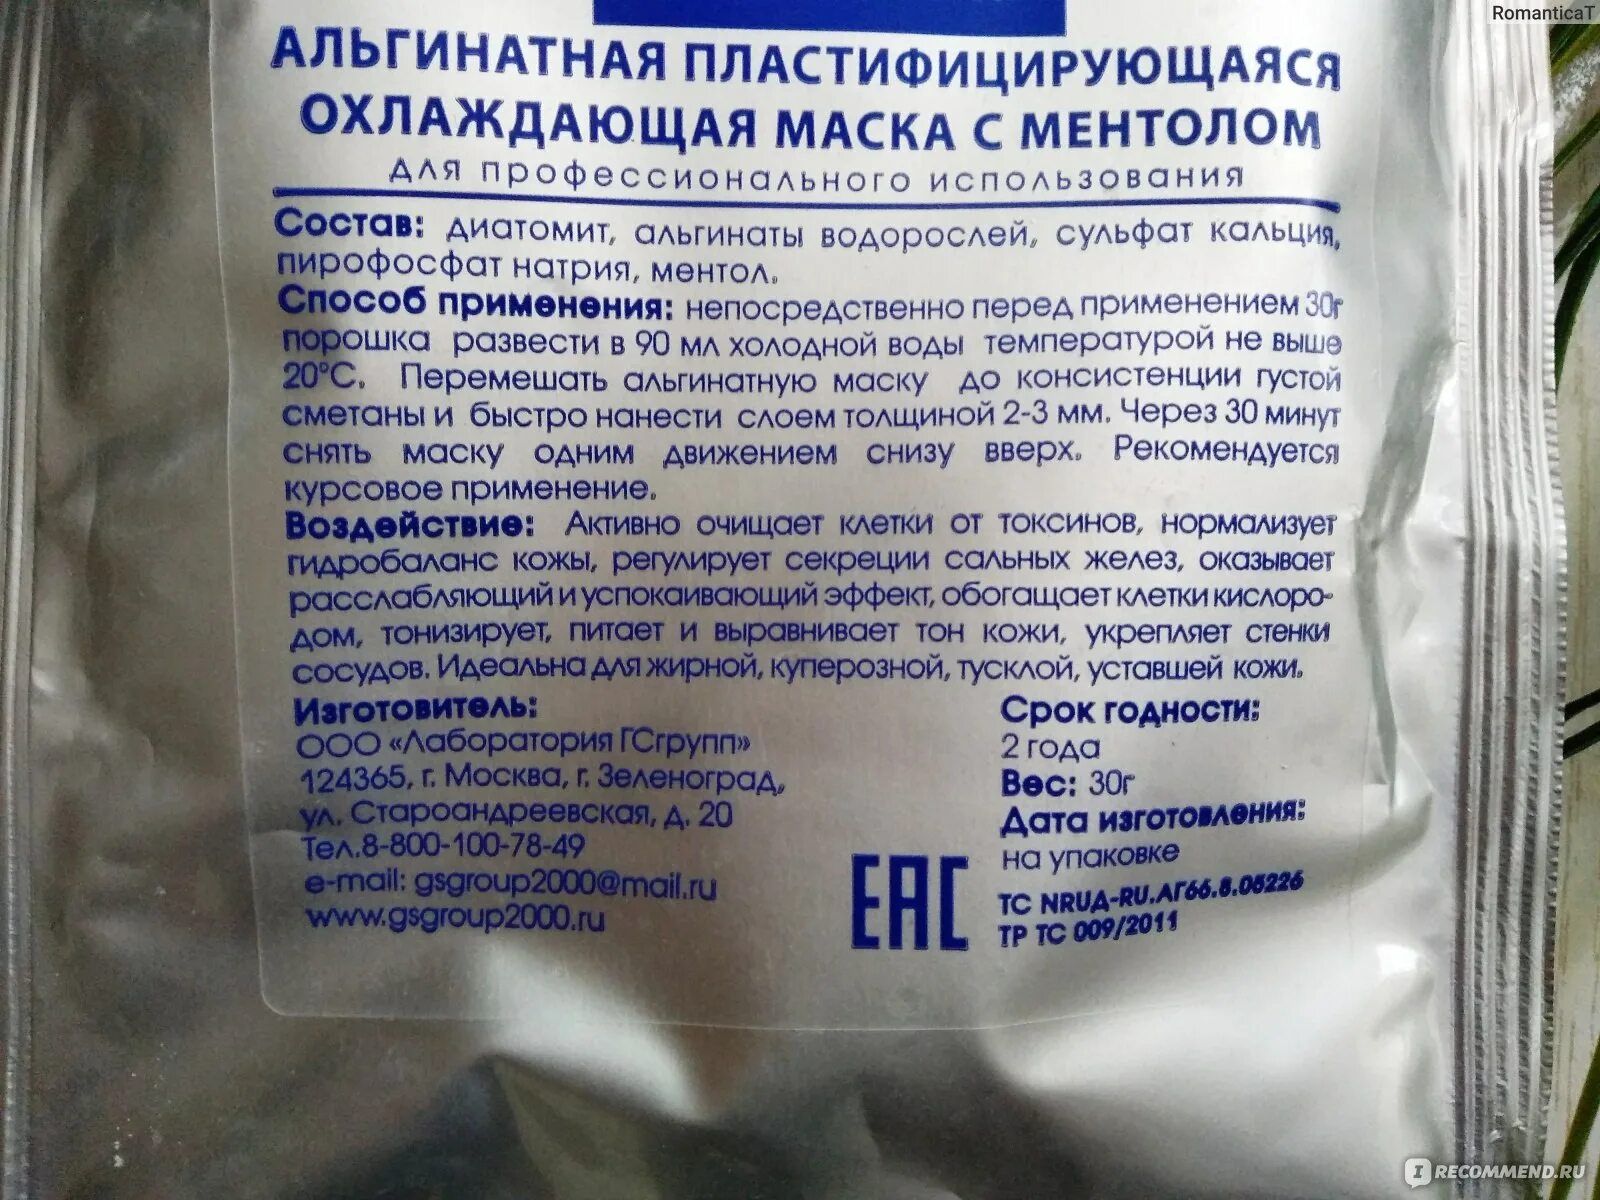 RomanticaT
АЛЬГИНАТНАЯ ПЛАСТИФИЦИРУЮЩАЯСЯ
ОХЛАЖДАЮЩАЯ МАСКА С МЕНТОЛОМ
для профессионального использования
Состав: диатомит, альгинаты водорослей, сульфат кальция,
пирофосфат натрия, ментол.
Способ применения: непосредственно перед применением 30г
порошка развести в 90 мл холодной воды температурой не выше
20°С. Перемешать альгинатную маску до консистенции густой
сметаны и быстро нанести слоем толщиной 2-3 мм. Через 30 минут
снять маску одним движением снизу вверх. Рекомендуется
курсовое применение.
Воздействие: Активно очищает клетки от токсинов, нормализует
гидробаланс кожы, регулирует секреции сальных желез, оказывает
расслабляющий и успокаивающий эффект, обогащает клетки кислоро-
дом, тонизирует, питает и выравнивает тон кожи, укрепляет стенки
сосудов. Идеальна для жирной, куперозной, тусклой, уставшей кожи.
Изготовитель:
ООО «Лаборатория ГСгрупп»
124365, г. Москва, г. Зеленоград,
ул. Староандреевская, д. 20
Тел.8-800-100-78-49
e-mail: gsgroup2000@mail.ru
www.gsgroup2000.ru
Срок годности:
2 года
Вес: 30г
Дата изготовления:
на упаковке
ЕАС
ТС NRUД-RU.АГ66.В.05226
ТР ТС 009/2011
IRECOMMEND.RU